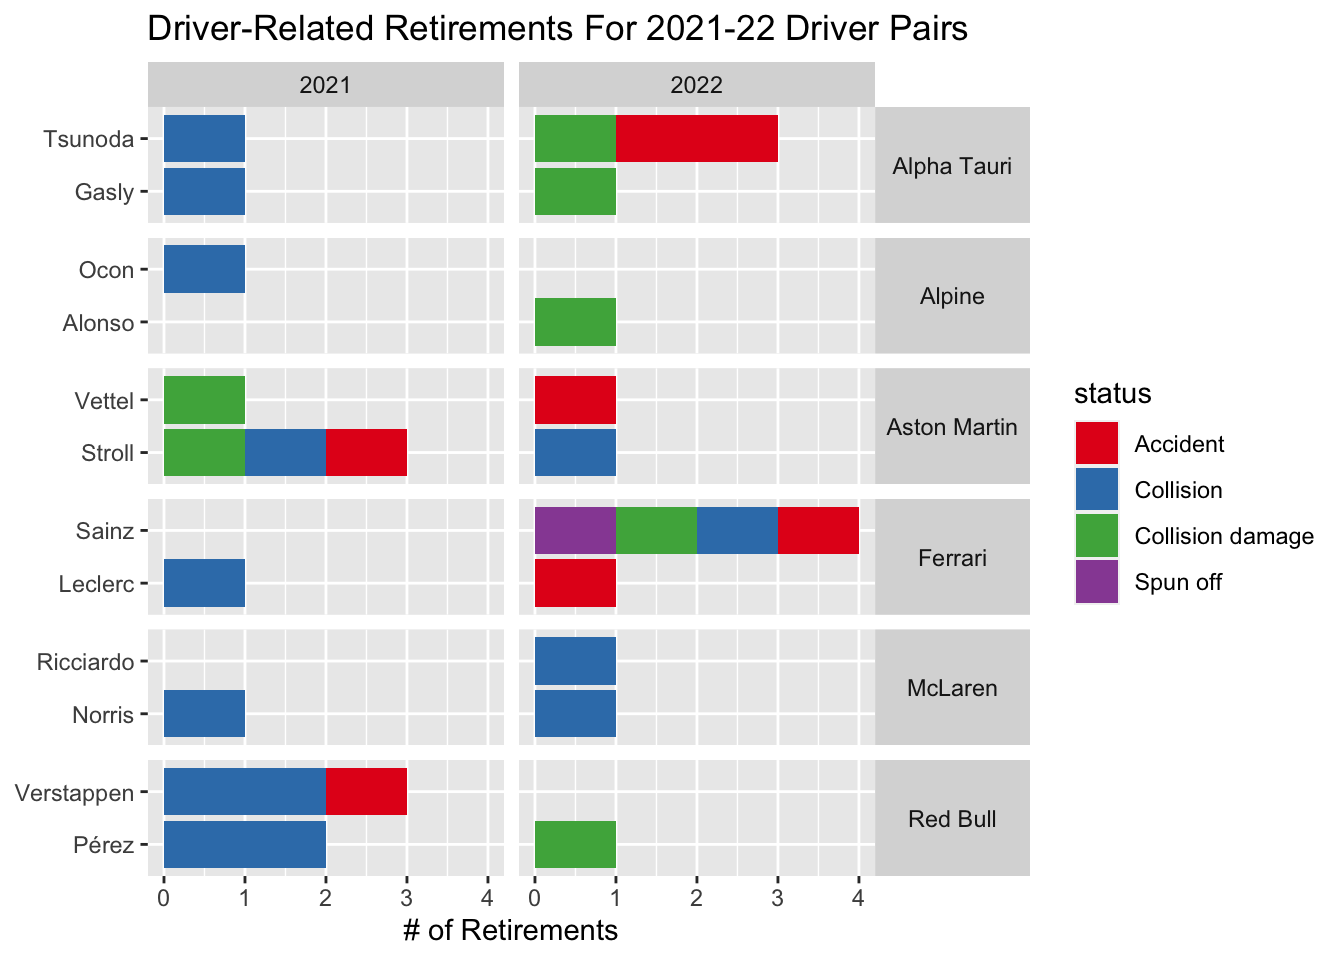 Driver-Related Retirements For 2021-22 Driver Pairs
2021
2022
Tsunoda
Gasly
Alpha Tauri
Ocon
Alonso
Alpine
Vettel
Stroll
Aston Martin
Sainz
Leclerc
Ferrari
Ricciardo
Norris
McLaren
Verstappen
Pérez
Red Bull
0 1 2 3 4
0 1 2 3 4
# of Retirements
status
Accident
Collision
Collision damage
Spun off